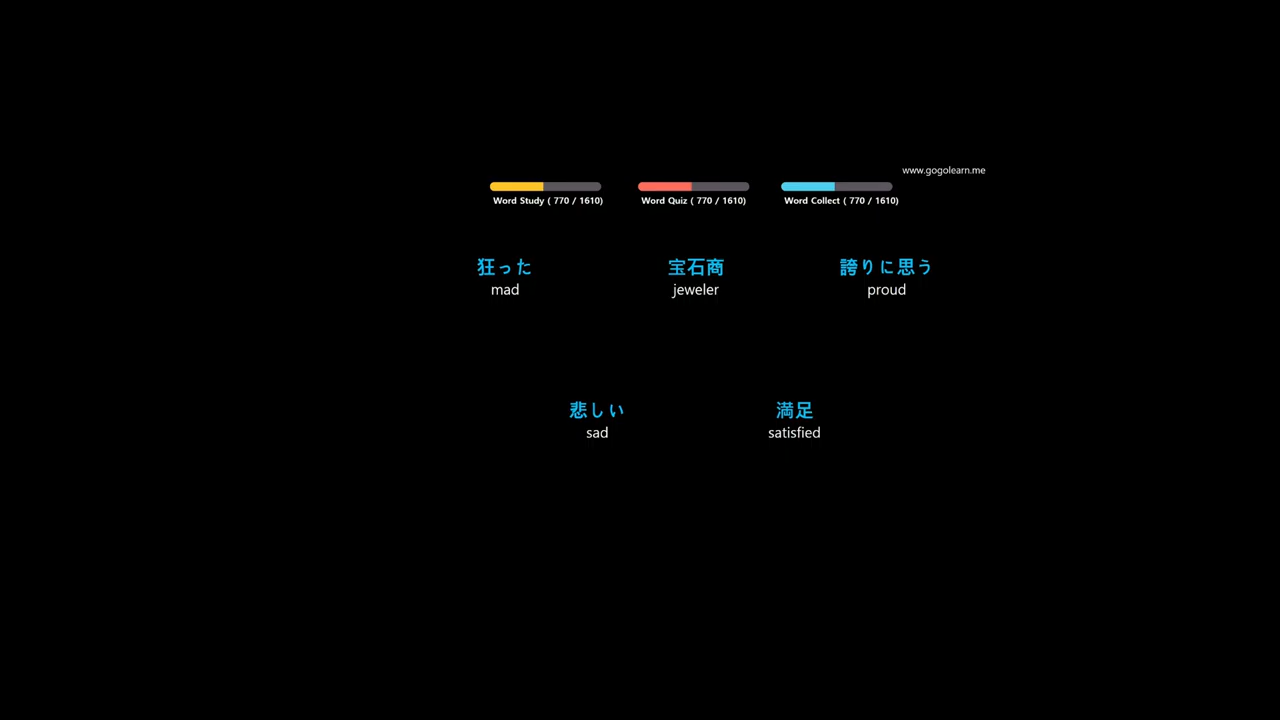 www.gogolearn.me
Word Study ( 770 / 1610)
Word Quiz ( 770 / 1610)
Word Collect ( 770 / 1610)
狂った
mad
宝石商
jeweler
誇りに思う
proud
悲しい
sad
満足
satisfied